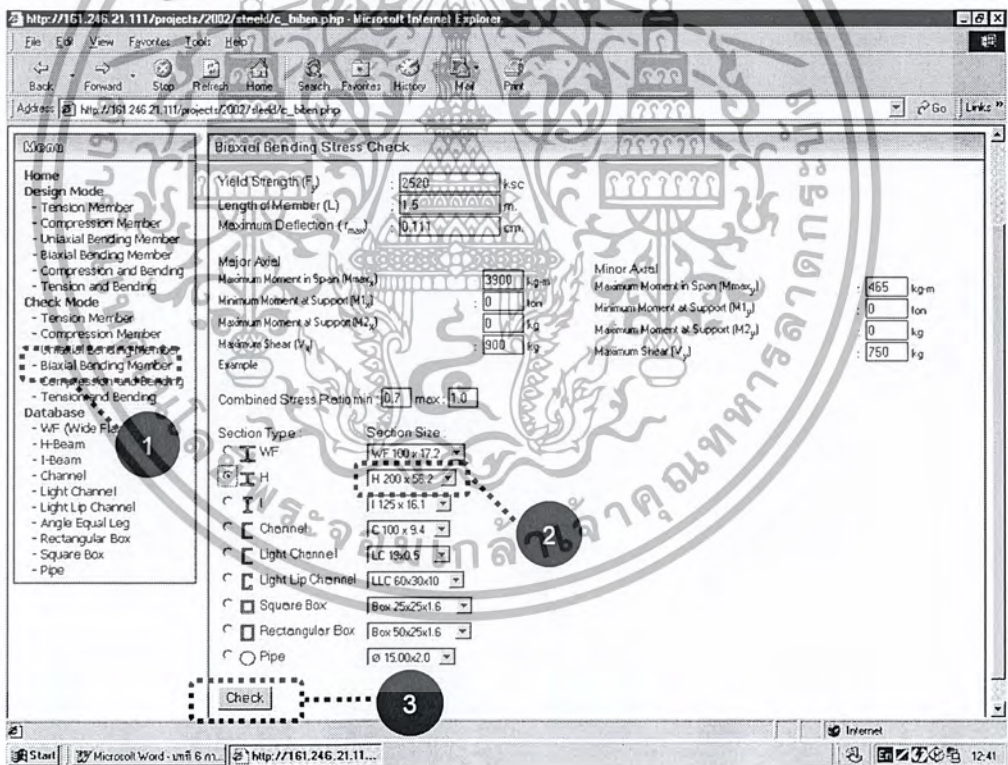 http://161.246.21.111/projects/2002/steeld/c_biben.php - Microsoft Internet Explorer
File Edit View Favorites Tools Help
Back Forward Stop Refresh Home Search Favorites History Mail Print
Address http://161.246.21.111/projects/2002/steeld/c_biben.php Go Links »
Menu
Home
Design Mode
- Tension Member
- Compression Member
- Uniaxial Bending Member
- Biaxial Bending Member
- Compression and Bending
- Tension and Bending
Check Mode
- Tension Member
- Compression Member
- Uniaxial Bending Member
- Biaxial Bending Member
- Compression and Bending
- Tension and Bending
Database
- WF (Wide
- H-Beam
- I-Beam
- Channel
- Light Channel
- Light Lip Channel
- Angle Equal Leg
- Rectangular Box
- Square Box
- Pipe
1
Biaxial Bending Stress Check
Yield Strength (Fy) : 2520 ksc
Length of Member (L) : 1.5 m.
Maximum Deflection (rmax) : 0.111 cm.
Major Axial
Maximum Moment in Span (Mmaxx) : 3900 kg-m
Minimum Moment at Support (M1x) : 0 ton
Maximum Moment at Support (M2x) : 0 kg
Maximum Shear (Vx) : 900 kg
Example
Minor Axial
Maximum Moment in Span (Mmaxy) : 465 kg-m
Minimum Moment at Support (M1y) : 0 ton
Maximum Moment at Support (M2y) : 0 kg
Maximum Shear (Vy) : 750 kg
Combined Stress Ratio min : 0.7 max : 1.0
Section Type : Section Size :
WF WF 100 x 17.2
H H 200 x 56.2
I I 125 x 16.1
Channel C 100 x 9.4
Light Channel LC 19x0.5
Light Lip Channel LLC 60x30x10
Square Box Box 25x25x1.6
Rectangular Box Box 50x25x1.6
Pipe Ø 15.00x2.0
2
Check
3
Internet
Start Microsoft Word - บทที่ 6 ก... http://161.246.21.11... 12:41